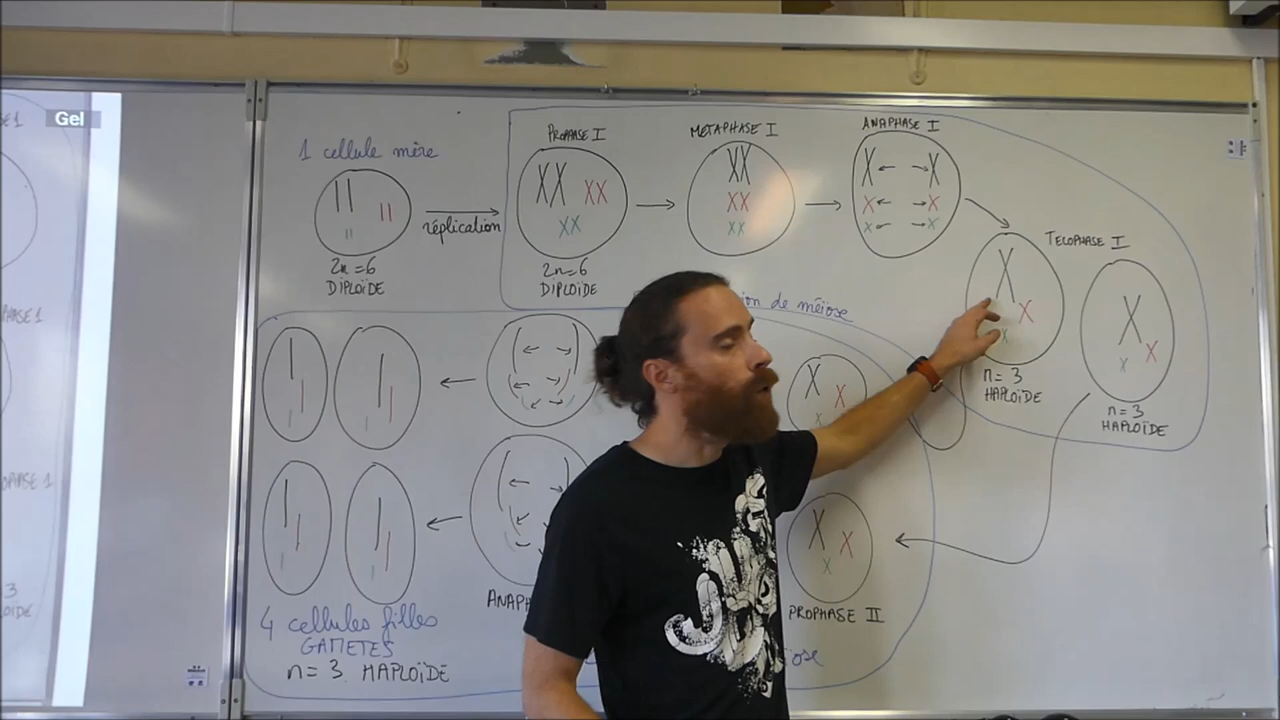 Gel
1 cellule mère
2n=6
DIPLOÏDE
réplication
PROPHASE I
2n=6
DIPLOÏDE
METAPHASE I
ANAPHASE I
TELOPHASE I
n=3
HAPLOÏDE
n=3
HAPLOÏDE
de méiose
PROPHASE II
ANAPH
4 cellules filles
GAMETES
n=3 HAPLOÏDE